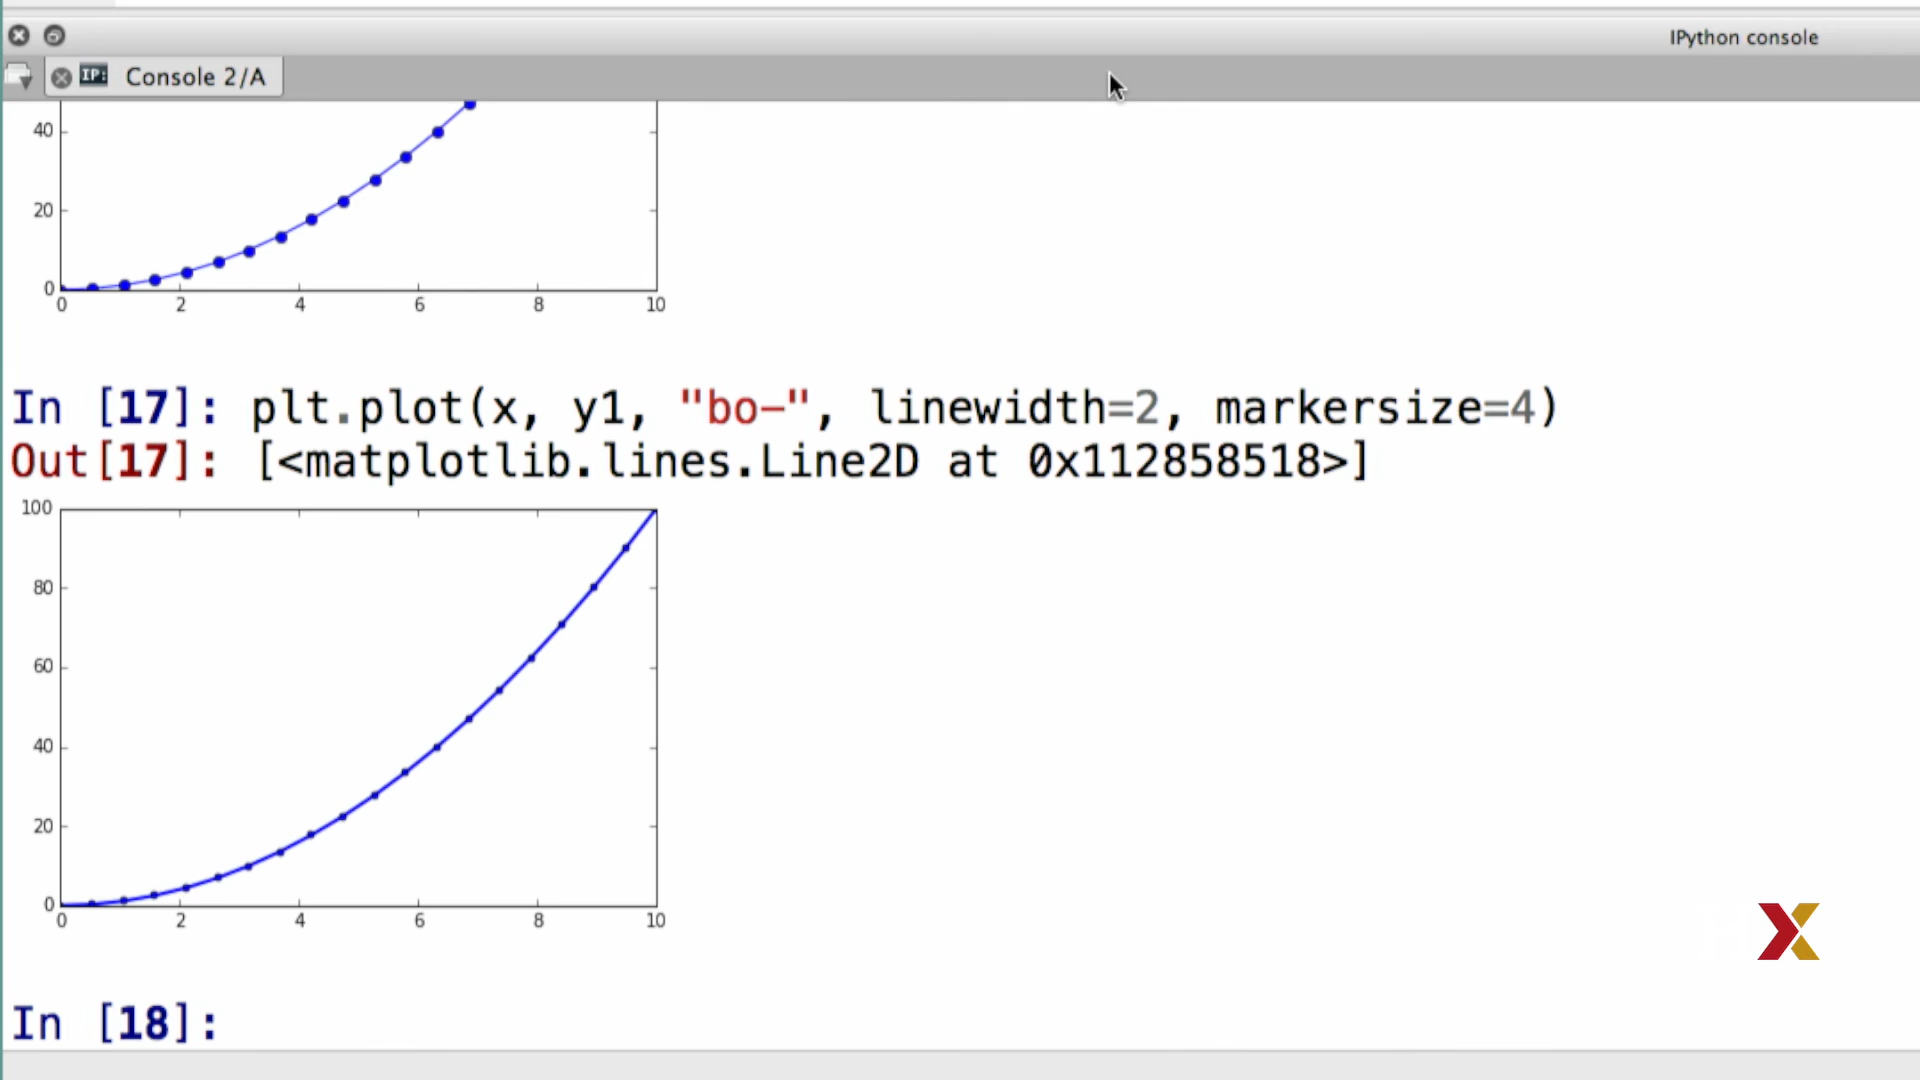 IPython console
IP: Console 2/A
40
20
0
0 2 4 6 8 10
In [17]: plt.plot(x, y1, "bo-", linewidth=2, markersize=4)
Out[17]: [<matplotlib.lines.Line2D at 0x112858518>]
100
80
60
40
20
0
0 2 4 6 8 10
X
In [18]: